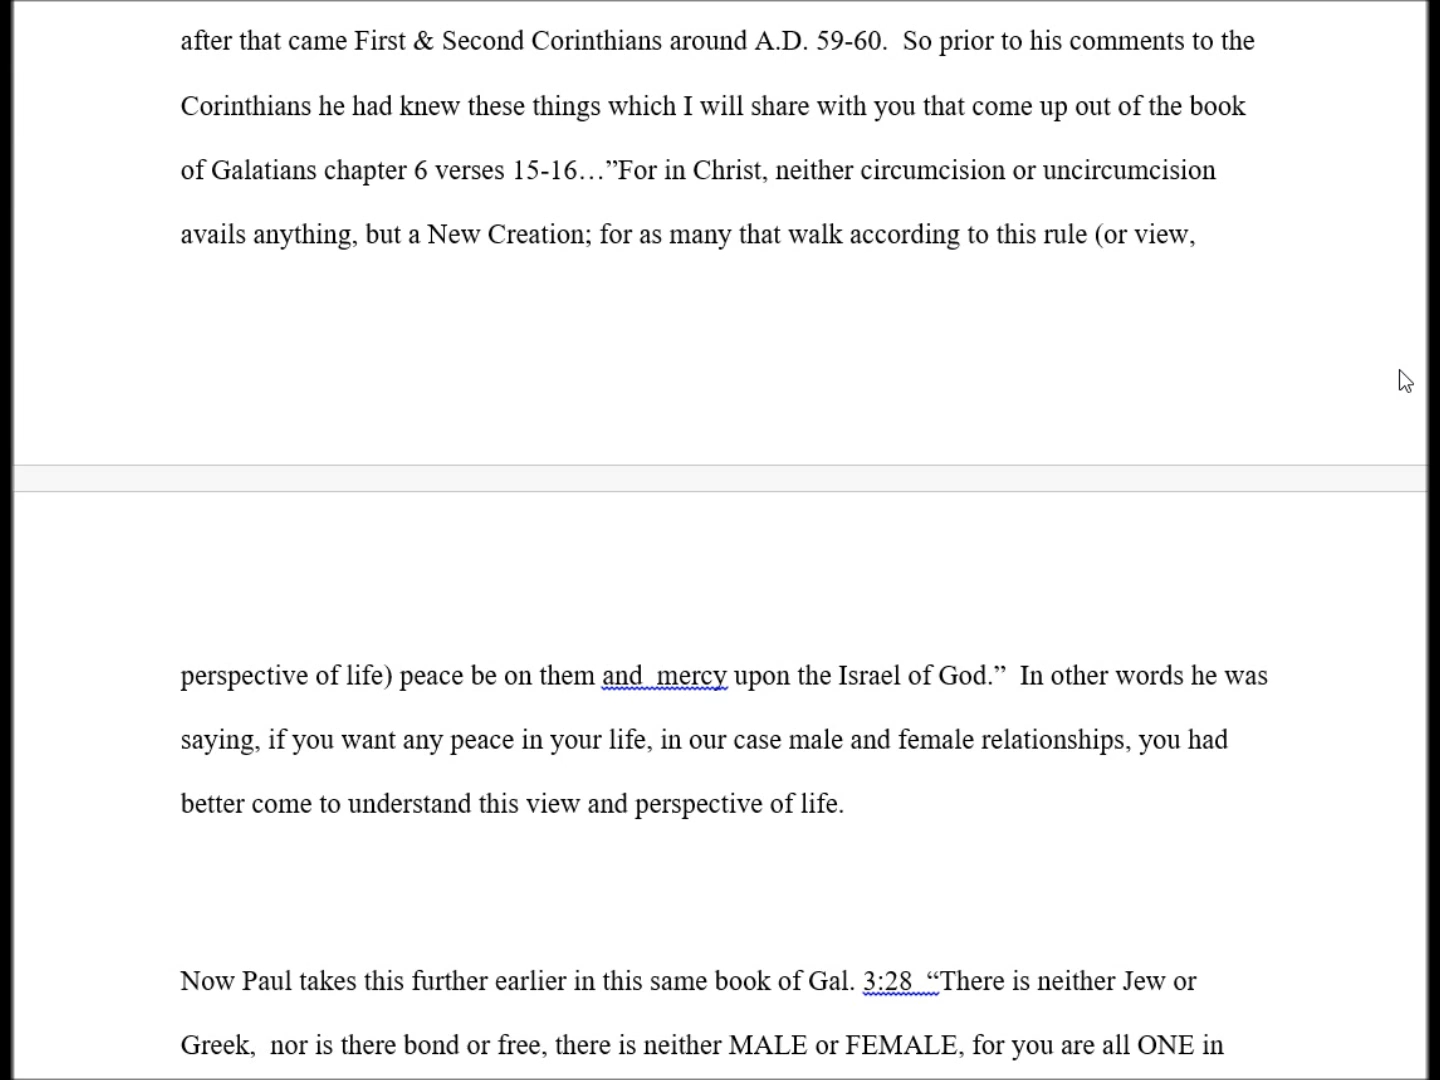 after that came First & Second Corinthians around A.D. 59-60.  So prior to his comments to the
Corinthians he had knew these things which I will share with you that come up out of the book
of Galatians chapter 6 verses 15-16…”For in Christ, neither circumcision or uncircumcision
avails anything, but a New Creation; for as many that walk according to this rule (or view,
perspective of life) peace be on them and  mercy upon the Israel of God.”  In other words he was
saying, if you want any peace in your life, in our case male and female relationships, you had
better come to understand this view and perspective of life.
Now Paul takes this further earlier in this same book of Gal. 3:28  “There is neither Jew or
Greek,  nor is there bond or free, there is neither MALE or FEMALE, for you are all ONE in